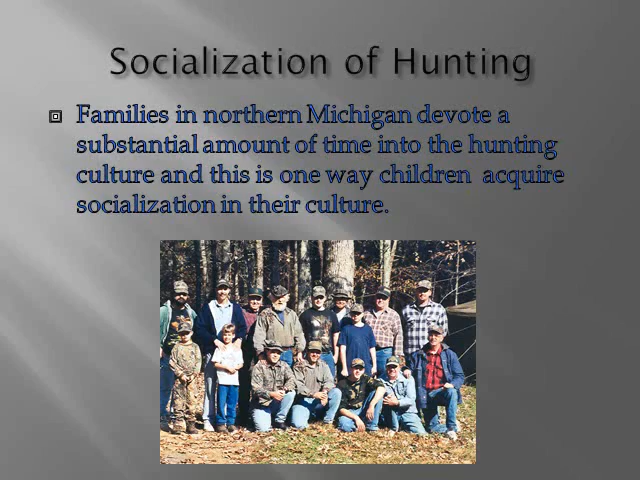 Socialization of Hunting
Families in northern Michigan devote a
substantial amount of time into the hunting
culture and this is one way children  acquire
socialization in their culture.